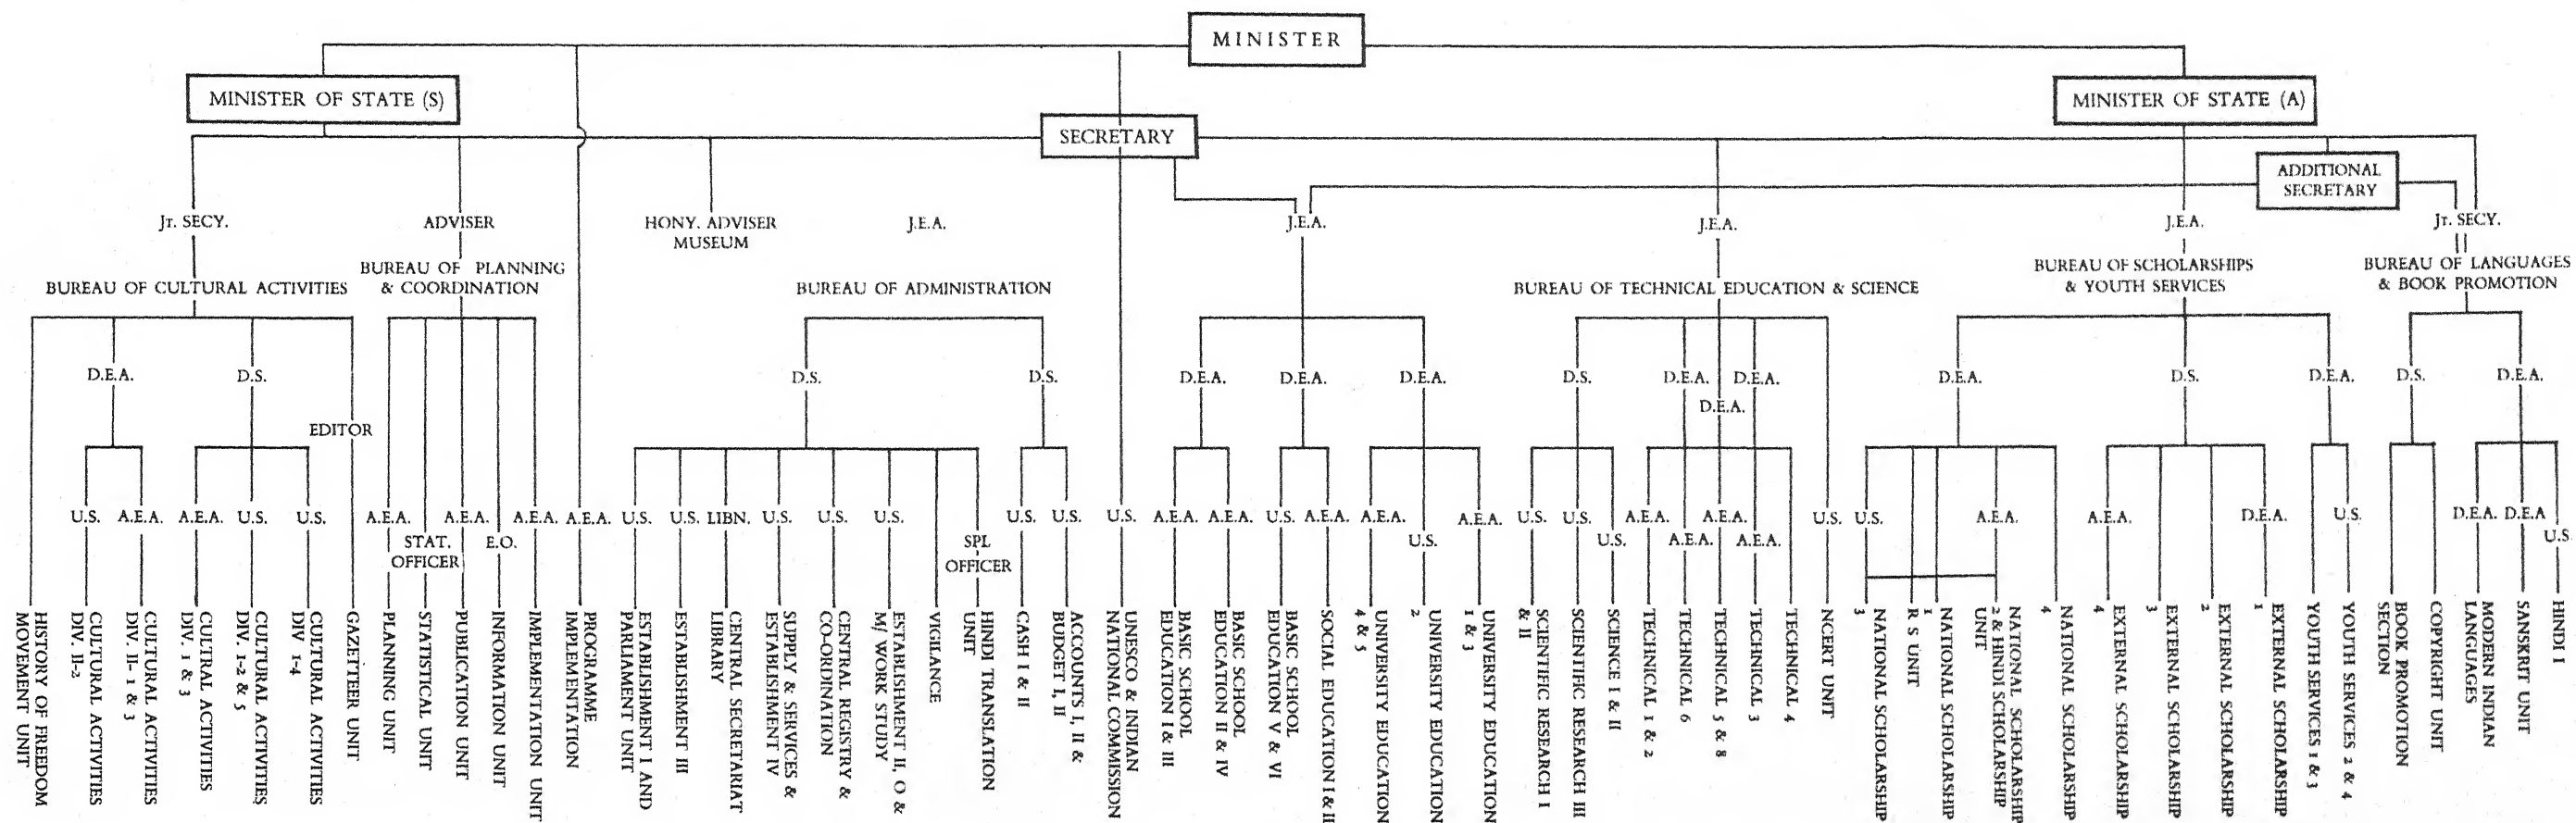 MINISTER
MINISTER OF STATE (S)
MINISTER OF STATE (A)
SECRETARY
ADDITIONAL
SECRETARY
JT. SECY.
ADVISER
HONY. ADVISER
MUSEUM
J.E.A.
J.E.A.
J.E.A.
J.E.A.
JT. SECY.
BUREAU OF CULTURAL ACTIVITIES
BUREAU OF PLANNING
& COORDINATION
BUREAU OF ADMINISTRATION
BUREAU OF TECHNICAL EDUCATION & SCIENCE
BUREAU OF SCHOLARSHIPS
& YOUTH SERVICES
BUREAU OF LANGUAGES
& BOOK PROMOTION
D.E.A.
D.S.
D.S.
D.S.
D.E.A.
D.E.A.
D.E.A.
D.S.
D.E.A.
D.E.A.
D.E.A.
D.E.A.
D.S.
D.E.A.
D.S.
D.E.A.
EDITOR
U.S.
A.E.A.
A.E.A.
U.S.
U.S.
A.E.A.
STAT.
OFFICER
A.E.A.
E.O.
A.E.A.
A.E.A.
U.S.
U.S.
LIBN.
U.S.
U.S.
U.S.
SPL
OFFICER
U.S.
U.S.
U.S.
A.E.A.
A.E.A.
U.S.
A.E.A.
A.E.A.
U.S.
A.E.A.
U.S.
U.S.
U.S.
A.E.A.
A.E.A.
A.E.A.
A.E.A.
U.S.
U.S.
A.E.A.
A.E.A.
D.E.A.
U.S.
D.E.A.
D.E.A
U.S.
HISTORY OF FREEDOM
MOVEMENT UNIT
CULTURAL ACTIVITIES
DIV. II-2
CULTURAL ACTIVITIES
DIV. II- 1 & 3
CULTRAL ACTIVITIES
DIV. 1 & 3
CULTURAL ACTIVITIES
DIV. 1-2 & 5
CULTURAL ACTIVITIES
DIV 1-4
GAZETTEER UNIT
PLANNING UNIT
STATISTICAL UNIT
PUBLICATION UNIT
INFORMATION UNIT
IMPLEMENTATION UNIT
PROGRAMME
IMPLEMENTATION
ESTABLISHMENT I AND
PARLIAMENT UNIT
ESTABLISHMENT III
CENTRAL SECRETARIAT
LIBRARY
SUPPLY & SERVICES &
ESTABLISHMENT IV
CENTRAL REGISTRY &
CO-ORDINATION
ESTABLISHMENT II, O &
M/ WORK STUDY
VIGILANCE
HINDI TRANSLATION
UNIT
CASH I & II
ACCOUNTS I, II &
BUDGET I, II
UNESCO & INDIAN
NATIONAL COMMISSION
BASIC SCHOOL
EDUCATION I & III
BASIC SCHOOL
EDUCATION II & IV
BASIC SCHOOL
EDUCATION V & VI
SOCIAL EDUCATION I & II
UNIVERSITY EDUCATION
4 & 5
UNIVERSITY EDUCATION
2
UNIVERSITY EDUCATION
1 & 3
SCIENTIFIC RESEARCH I
& II
SCIENTIFIC RESEARCH III
SCIENCE I & II
TECHNICAL 1 & 2
TECHNICAL 6
TECHNICAL 5 & 8
TECHNICAL 3
TECHNICAL 4
NCERT UNIT
NATIONAL SCHOLARSHIP
3
R S UNIT
NATIONAL SCHOLARSHIP
1
NATIONAL SCHOLARSHIP
2 & HINDI SCHOLARSHIP
UNIT
NATIONAL SCHOLARSHIP
4
EXTERNAL SCHOLARSHIP
4
EXTERNAL SCHOLARSHIP
3
EXTERNAL SCHOLARSHIP
2
EXTERNAL SCHOLARSHIP
1
YOUTH SERVICES 1 & 3
YOUTH SERVICES 2 & 4
BOOK PROMOTION
SECTION
COPYRIGHT UNIT
MODERN INDIAN
LANGUAGES
SANSKRIT UNIT
HINDI I